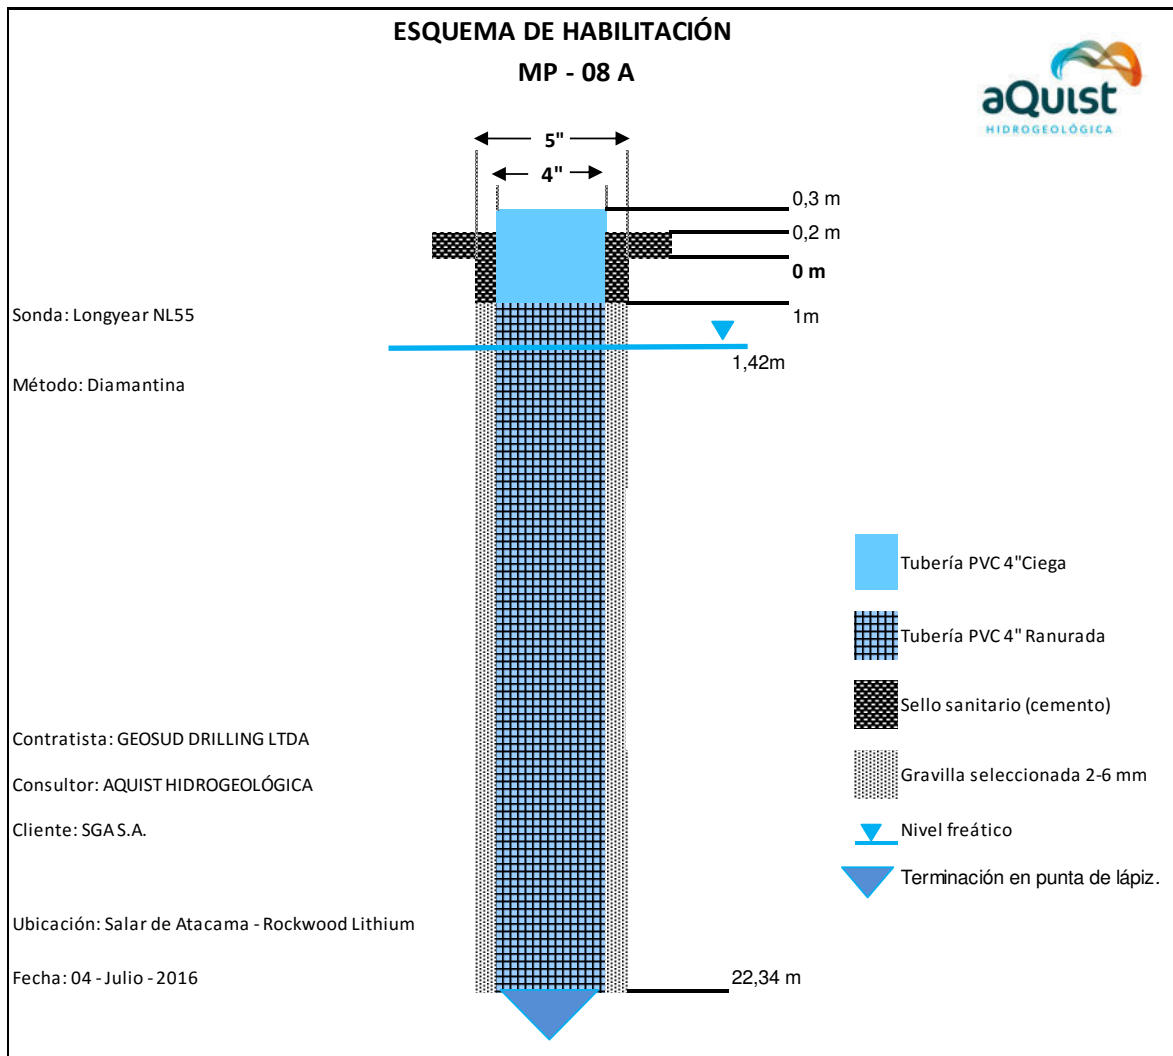 ESQUEMA DE HABILITACIÓN
MP - 08 A
aQuist
HIDROGEOLÓGICA
5"
4"
0,3 m
0,2 m
0 m
1m
1,42m
Sonda: Longyear NL55
Método: Diamantina
Tubería PVC 4"Ciega
Tubería PVC 4" Ranurada
Sello sanitario (cemento)
Gravilla seleccionada 2-6 mm
Nivel freático
Terminación en punta de lápiz.
Contratista: GEOSUD DRILLING LTDA
Consultor: AQUIST HIDROGEOLÓGICA
Cliente: SGA S.A.
Ubicación: Salar de Atacama - Rockwood Lithium
Fecha: 04 - Julio - 2016
22,34 m